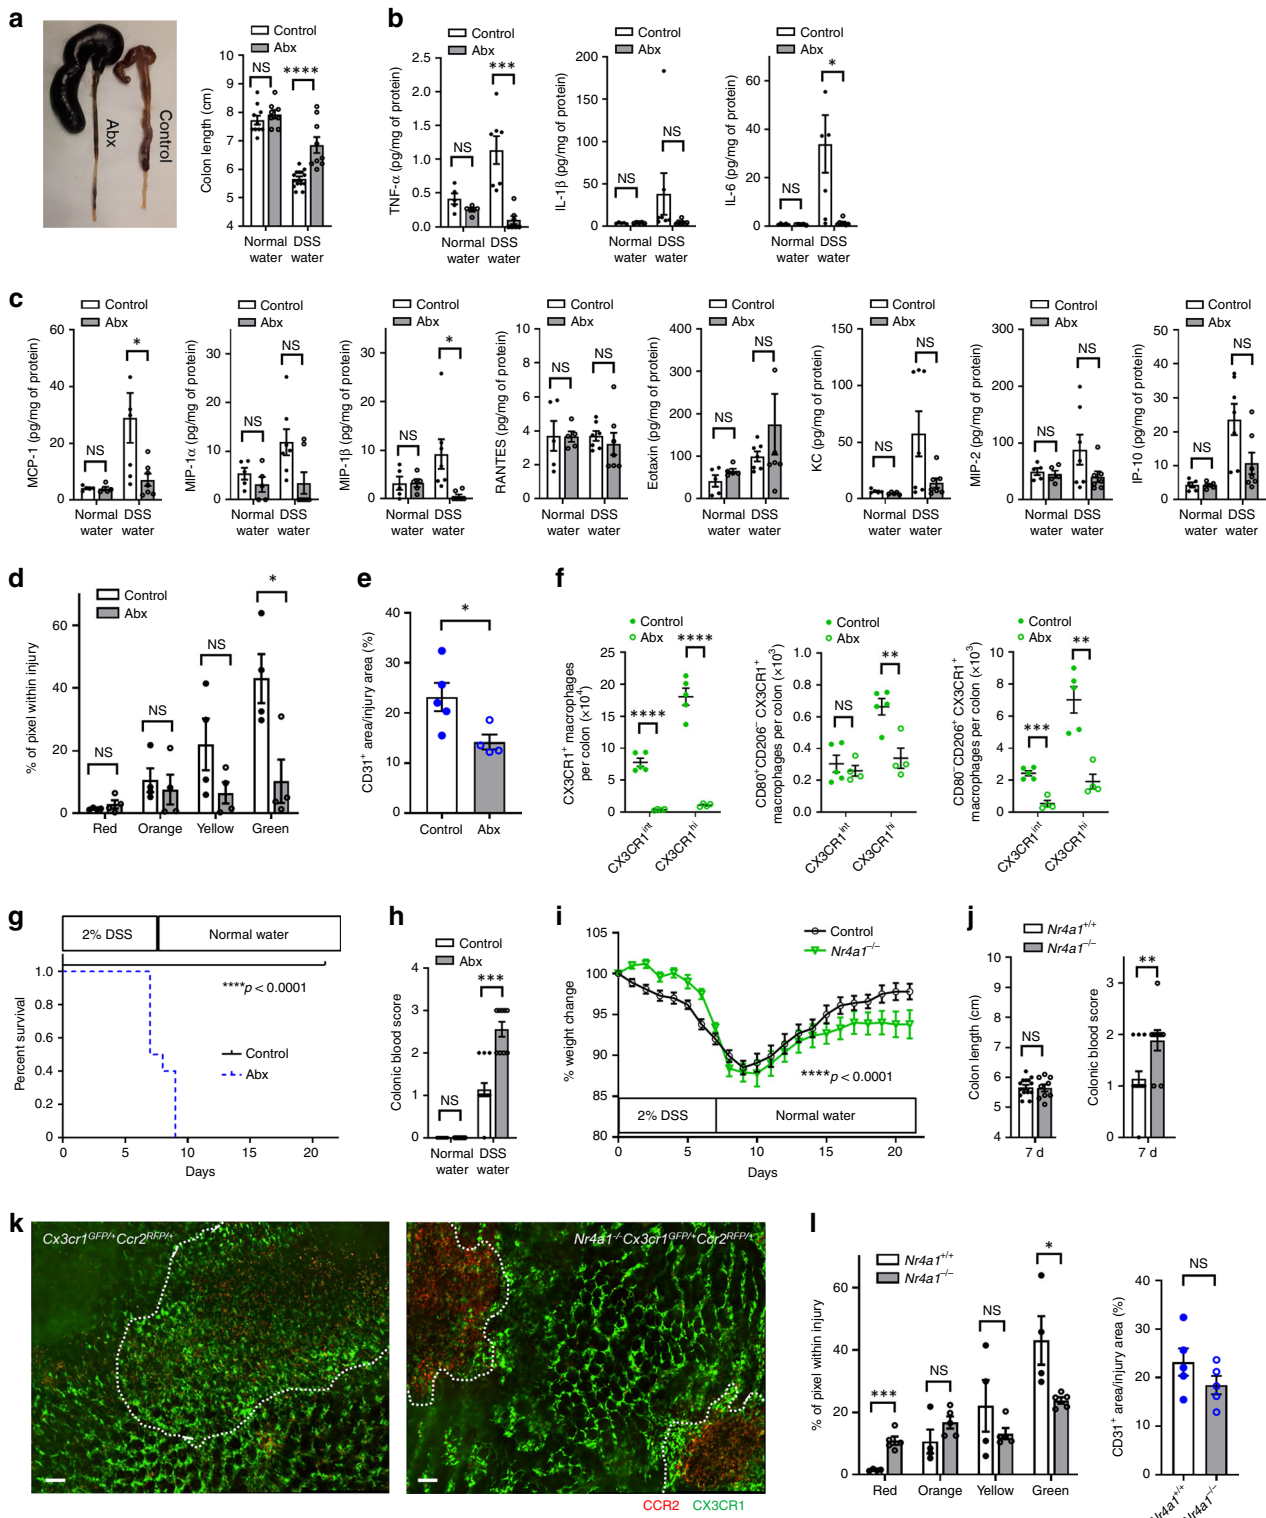 a
Abx
Control
Control
Abx
Colon length (cm)
10
9
8
7
6
5
4
NS
****
Normal water
DSS water
b
Control
Abx
TNF-α (pg/mg of protein)
2.5
2.0
1.5
1.0
0.5
0.0
NS
***
Normal water
DSS water
Control
Abx
IL-1β (pg/mg of protein)
200
150
100
50
0
NS
NS
Normal water
DSS water
Control
Abx
IL-6 (pg/mg of protein)
60
40
20
0
NS
*
Normal water
DSS water
c
Control
Abx
MCP-1 (pg/mg of protein)
60
40
20
0
NS
*
Normal water
DSS water
Control
Abx
MIP-1α (pg/mg of protein)
30
20
10
0
NS
NS
Normal water
DSS water
Control
Abx
MIP-1β (pg/mg of protein)
30
20
10
0
NS
*
Normal water
DSS water
Control
Abx
RANTES (pg/mg of protein)
10
8
6
4
2
0
NS
NS
Normal water
DSS water
Control
Abx
Eotaxin (pg/mg of protein)
400
300
200
100
0
NS
NS
Normal water
DSS water
Control
Abx
KC (pg/mg of protein)
150
100
50
0
NS
NS
Normal water
DSS water
Control
Abx
MIP-2 (pg/mg of protein)
300
200
100
0
NS
NS
Normal water
DSS water
Control
Abx
IP-10 (pg/mg of protein)
50
40
30
20
10
0
NS
NS
Normal water
DSS water
d
Control
Abx
% of pixel within injury
60
40
20
0
NS
NS
NS
*
Red
Orange
Yellow
Green
e
CD31⁺ area/injury area (%)
40
30
20
10
0
*
Control
Abx
f
Control
Abx
CX3CR1⁺ macrophages per colon (×10⁴)
25
20
15
10
5
0
****
****
CX3CR1ⁱⁿᵗ
CX3CR1ʰⁱ
Control
Abx
CD80⁺CD206⁻ CX3CR1⁺ macrophages per colon (×10³)
1.0
0.8
0.6
0.4
0.2
0.0
NS
**
CX3CR1ⁱⁿᵗ
CX3CR1ʰⁱ
Control
Abx
CD80⁻CD206⁺ CX3CR1⁺ macrophages per colon (×10³)
10
8
6
4
2
0
***
**
CX3CR1ⁱⁿᵗ
CX3CR1ʰⁱ
g
2% DSS
Normal water
Percent survival
1.0
0.8
0.6
0.4
0.2
0
****p < 0.0001
Control
Abx
0
5
10
15
20
Days
h
Control
Abx
Colonic blood score
4
3
2
1
0
NS
***
Normal water
DSS water
i
Control
Nr4a1⁻/⁻
% weight change
105
100
95
90
85
80
****p < 0.0001
2% DSS
Normal water
0
5
10
15
20
Days
j
Nr4a1⁺/⁺
Nr4a1⁻/⁻
Colon length (cm)
10
9
8
7
6
5
4
NS
7 d
Colonic blood score
3
2
1
0
**
7 d
k
Cx3cr1ᴳᶠᴾ/⁺Ccr2ᴿᶠᴾ/⁺
Nr4a1⁻/⁻Cx3cr1ᴳᶠᴾ/⁺Ccr2ᴿᶠᴾ/⁺
CCR2 CX3CR1
l
Nr4a1⁺/⁺
Nr4a1⁻/⁻
% of pixel within injury
60
40
20
0
***
NS
NS
*
Red
Orange
Yellow
Green
CD31⁺ area/injury area (%)
40
30
20
10
0
NS
Nr4a1⁺/⁺
Nr4a1⁻/⁻